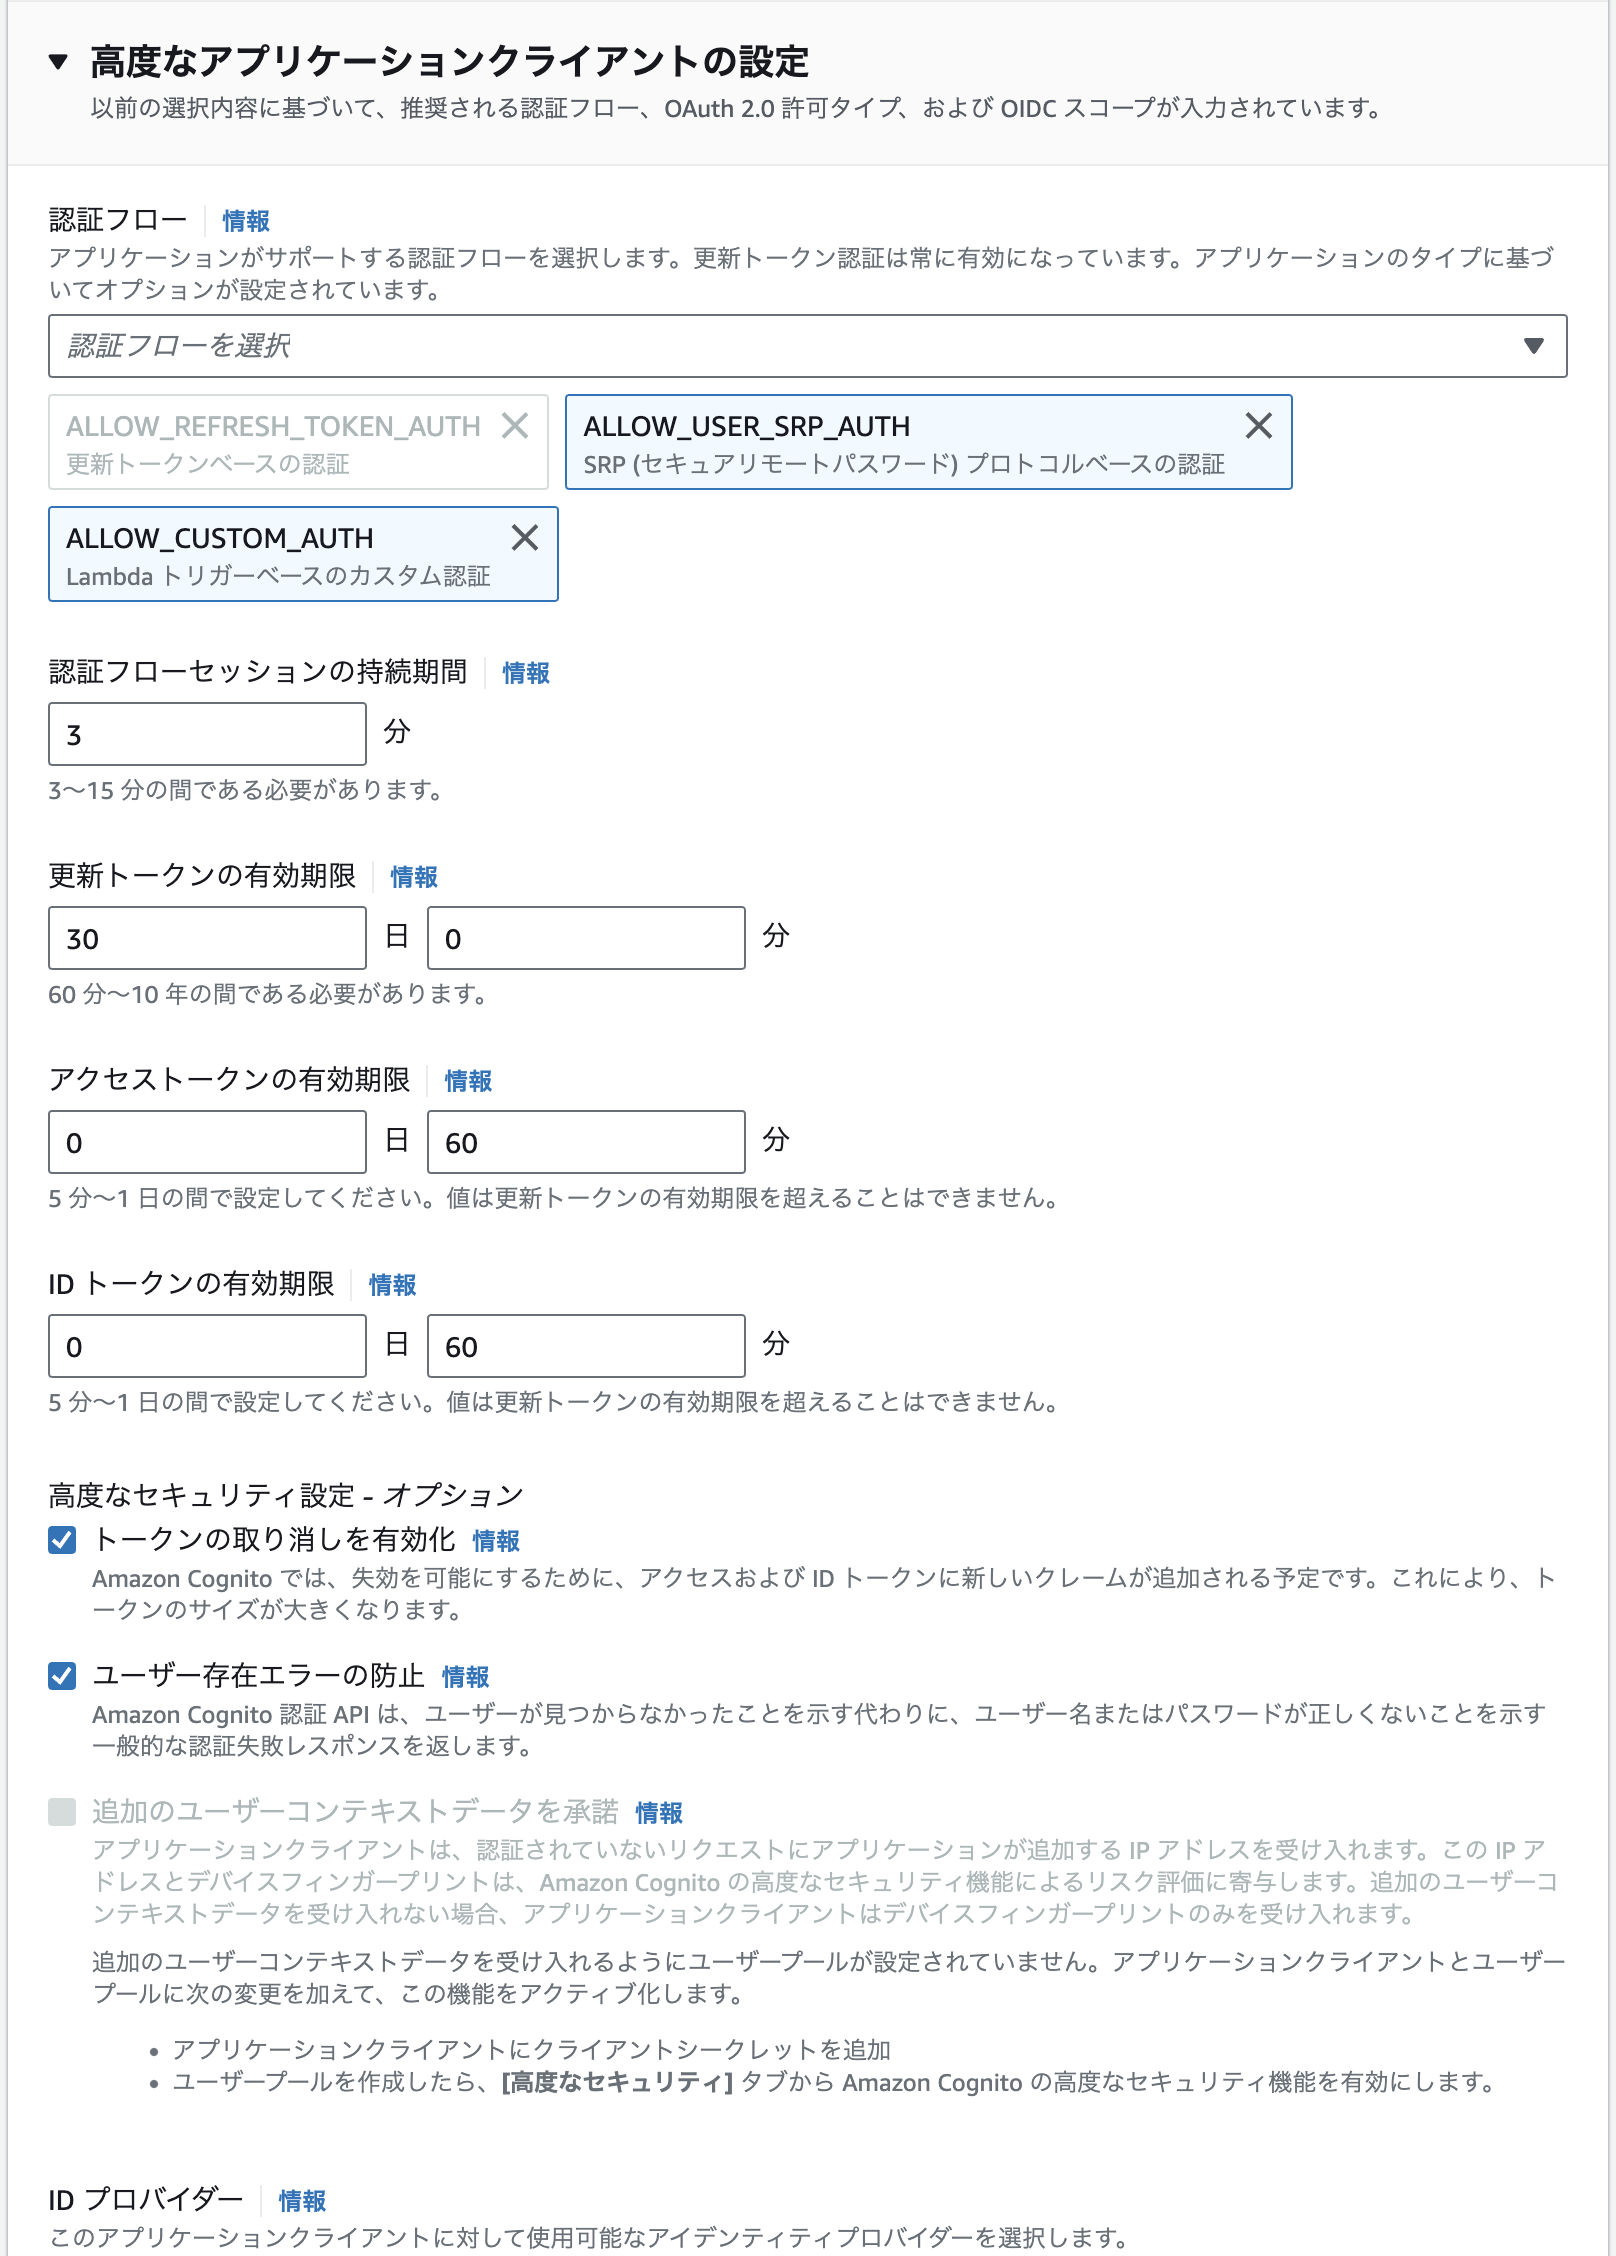 高度なアプリケーションクライアントの設定
以前の選択内容に基づいて、推奨される認証フロー、OAuth 2.0 許可タイプ、および OIDC スコープが入力されています。
認証フロー 情報
アプリケーションがサポートする認証フローを選択します。更新トークン認証は常に有効になっています。アプリケーションのタイプに基づ
いてオプションが設定されています。
認証フローを選択
ALLOW_REFRESH_TOKEN_AUTH
更新トークンベースの認証
ALLOW_USER_SRP_AUTH
SRP (セキュアリモートパスワード) プロトコルベースの認証
ALLOW_CUSTOM_AUTH
Lambda トリガーベースのカスタム認証
認証フローセッションの持続期間 情報
3 分
3～15 分の間である必要があります。
更新トークンの有効期限 情報
30 日 0 分
60 分～10 年の間である必要があります。
アクセストークンの有効期限 情報
0 日 60 分
5 分～1 日の間で設定してください。値は更新トークンの有効期限を超えることはできません。
ID トークンの有効期限 情報
0 日 60 分
5 分～1 日の間で設定してください。値は更新トークンの有効期限を超えることはできません。
高度なセキュリティ設定 - オプション
トークンの取り消しを有効化 情報
Amazon Cognito では、失効を可能にするために、アクセスおよび ID トークンに新しいクレームが追加される予定です。これにより、ト
ークンのサイズが大きくなります。
ユーザー存在エラーの防止 情報
Amazon Cognito 認証 API は、ユーザーが見つからなかったことを示す代わりに、ユーザー名またはパスワードが正しくないことを示す
一般的な認証失敗レスポンスを返します。
追加のユーザーコンテキストデータを承諾 情報
アプリケーションクライアントは、認証されていないリクエストにアプリケーションが追加する IP アドレスを受け入れます。この IP ア
ドレスとデバイスフィンガープリントは、Amazon Cognito の高度なセキュリティ機能によるリスク評価に寄与します。追加のユーザーコ
ンテキストデータを受け入れない場合、アプリケーションクライアントはデバイスフィンガープリントのみを受け入れます。
追加のユーザーコンテキストデータを受け入れるようにユーザープールが設定されていません。アプリケーションクライアントとユーザー
プールに次の変更を加えて、この機能をアクティブ化します。
• アプリケーションクライアントにクライアントシークレットを追加
• ユーザープールを作成したら、[高度なセキュリティ] タブから Amazon Cognito の高度なセキュリティ機能を有効にします。
ID プロバイダー 情報
このアプリケーションクライアントに対して使用可能なアイデンティティプロバイダーを選択します。